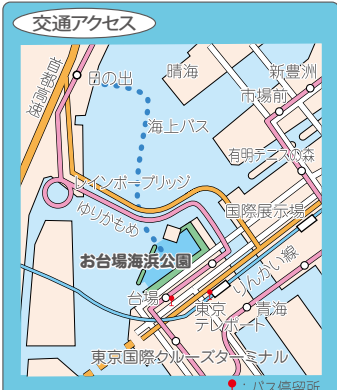 交通アクセス
首都高速
日の出
晴海
新豊洲
市場前
海上バス
有明テニスの森
レインボーブリッジ
ゆりかもめ
国際展示場
お台場海浜公園
りんかい線
台場
東京
テレポート
青海
東京国際クルーズターミナル
：バス停留所